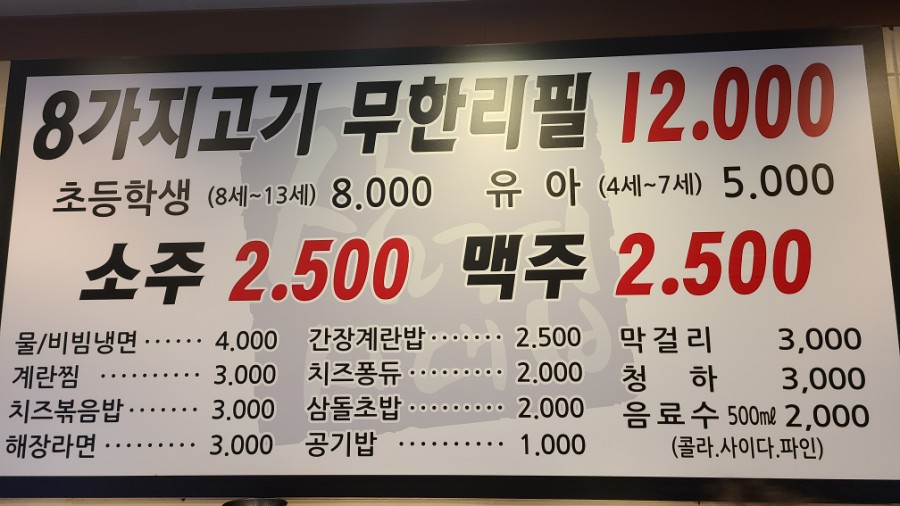 8가지고기 무한리필 12.000
초등학생 (8세~13세) 8.000 유 아 (4세~7세) 5.000
소주 2.500 맥주 2.500
물/비빔냉면 ······ 4.000 간장계란밥 ······· 2.500 막걸리 3,000
계란찜 ·········· 3.000 치즈퐁듀 ········· 2.000 청 하 3,000
치즈볶음밥 ······· 3.000 삼돌초밥 ········· 2.000 음료수 500㎖ 2,000
해장라면 ········· 3.000 공기밥 ·········· 1.000 (콜라.사이다.파인)